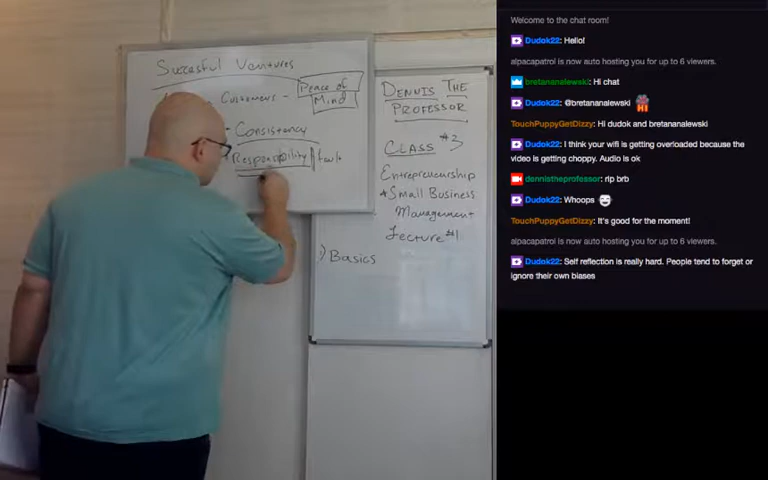 Succesful Ventures
Customers - Peace of
Mind
Consistency
Responsibility
DENNIS THE
PROFESSOR
CLASS #3
Entrepreneurship
*Small Business
Management
Lecture #1
1) Basics
Welcome to the chat room!
Dudok22: Hello!
alpacapatrol is now auto hosting you for up to 6 viewers.
bretananalewski: Hi chat
Dudok22: @bretananalewski HI
TouchPuppyGetDizzy: Hi dudok and bretananalewski
Dudok22: I think your wifi is getting overloaded because the
video is getting choppy. Audio is ok
dennistheprofessor: rip brb
Dudok22: Whoops
TouchPuppyGetDizzy: It's good for the moment!
alpacapatrol is now auto hosting you for up to 6 viewers.
Dudok22: Self reflection is really hard. People tend to forget or
ignore their own biases